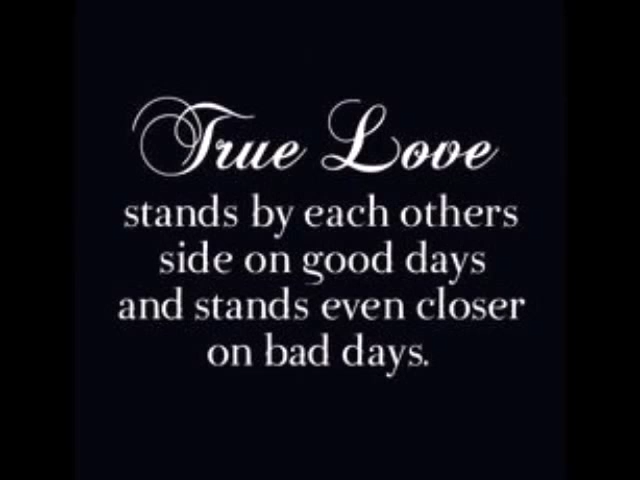 True Love
stands by each others
side on good days
and stands even closer
on bad days.